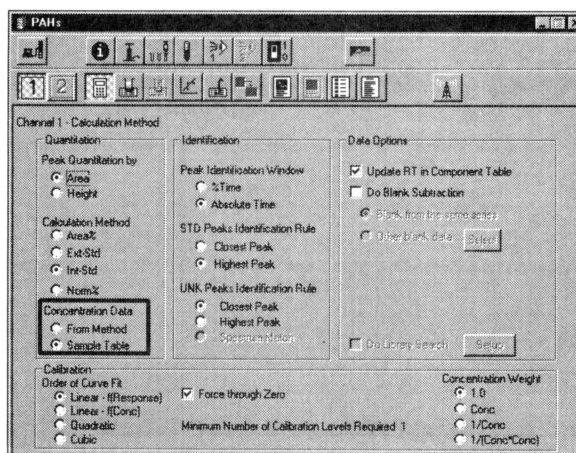 PAHs
1 2
Channel 1 - Calculation Method
Quantitation
Peak Quantitation by
Area
Height
Calculation Method
Area%
Ext-Std
Int-Std
Norm%
Concentration Data
From Method
Sample Table
Identification
Peak Identification Window
%Time
Absolute Time
STD Peaks Identification Rule
Closest Peak
Highest Peak
UNK Peaks Identification Rule
Closest Peak
Highest Peak
Spectrum Match
Data Options
Update RT in Component Table
Do Blank Subtraction
Blank from the same series
Other blank data
Select
Do Library Search
Setup
Calibration
Order of Curve Fit
Linear - f(Response)
Linear - f(Conc)
Quadratic
Cubic
Force through Zero
Minimum Number of Calibration Levels Required 1
Concentration Weight
1.0
Conc
1/Conc
1/(Conc*Conc)